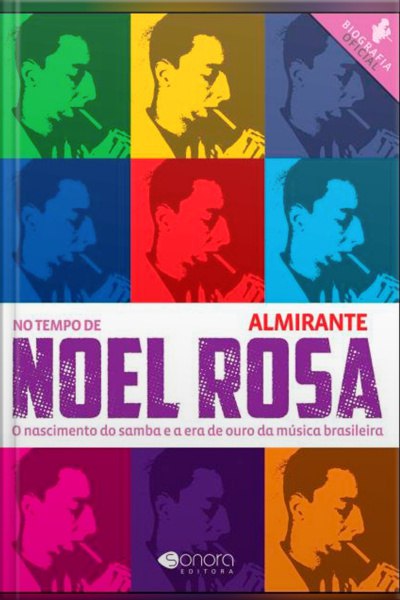 BIOGRAFIA
OFICIAL
NO TEMPO DE
ALMIRANTE
NOEL ROSA
O nascimento do samba e a era de ouro da música brasileira
Sonora
EDITORA